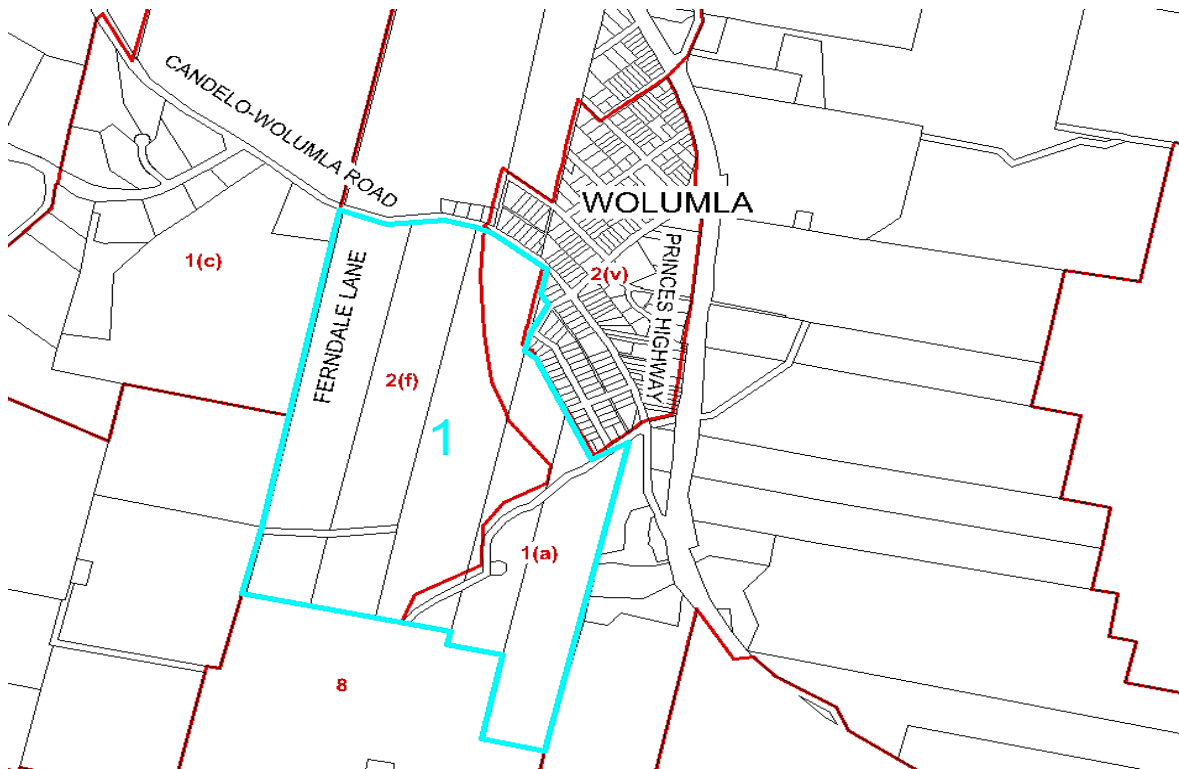 CANDELO-WOLUMLA ROAD
WOLUMLA
1(c)
FERNDALE LANE
2(v)
PRINCES HIGHWAY
2(f)
1
1(a)
8